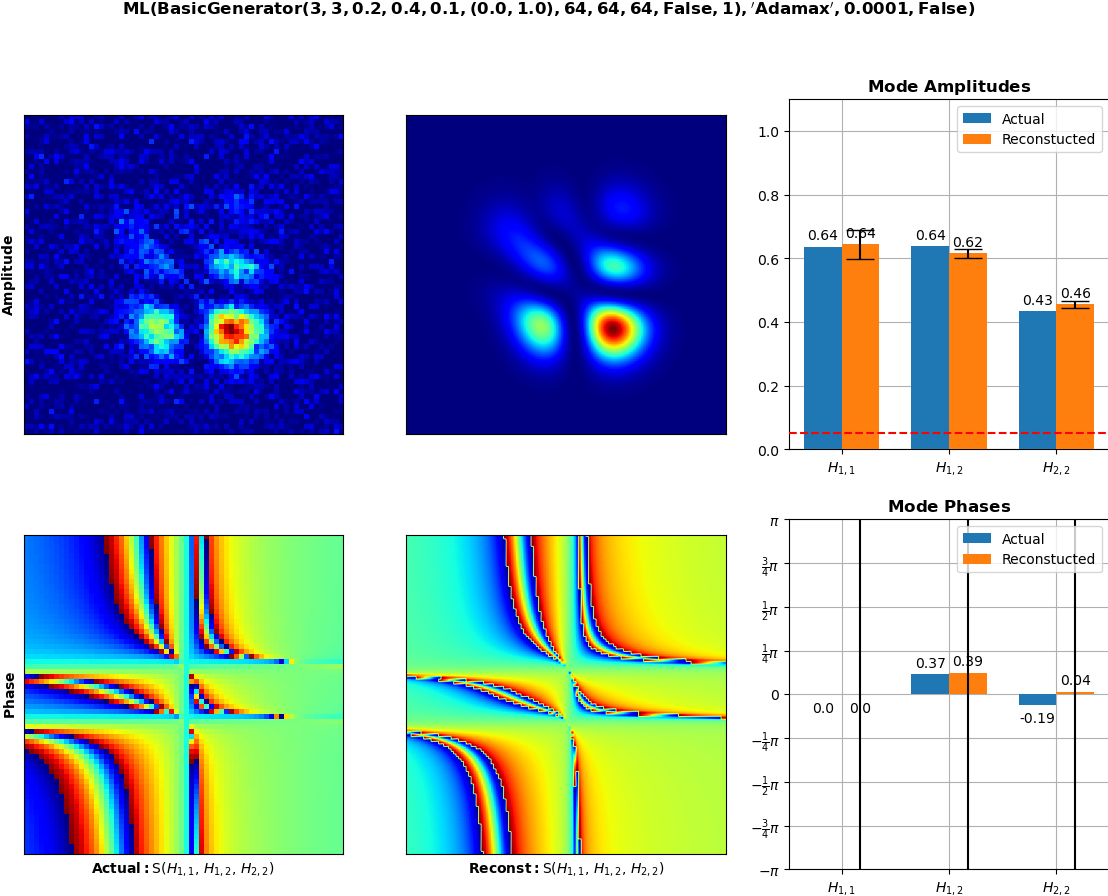 ML(BasicGenerator(3, 3, 0.2, 0.4, 0.1, (0.0, 1.0), 64, 64, 64, False, 1), ′Adamax′, 0.0001, False)
Amplitude
Mode Amplitudes
Actual
Reconstucted
1.0
0.8
0.6
0.4
0.2
0.0
0.64
0.64
0.64
0.62
0.43
0.46
H₁,₁
H₁,₂
H₂,₂
Phase
Actual: S(H₁,₁, H₁,₂, H₂,₂)
Reconst: S(H₁,₁, H₁,₂, H₂,₂)
Mode Phases
Actual
Reconstucted
π
3/4π
1/2π
1/4π
0
−1/4π
−1/2π
−3/4π
−π
0.0
0.0
0.37
0.39
-0.19
0.04
H₁,₁
H₁,₂
H₂,₂